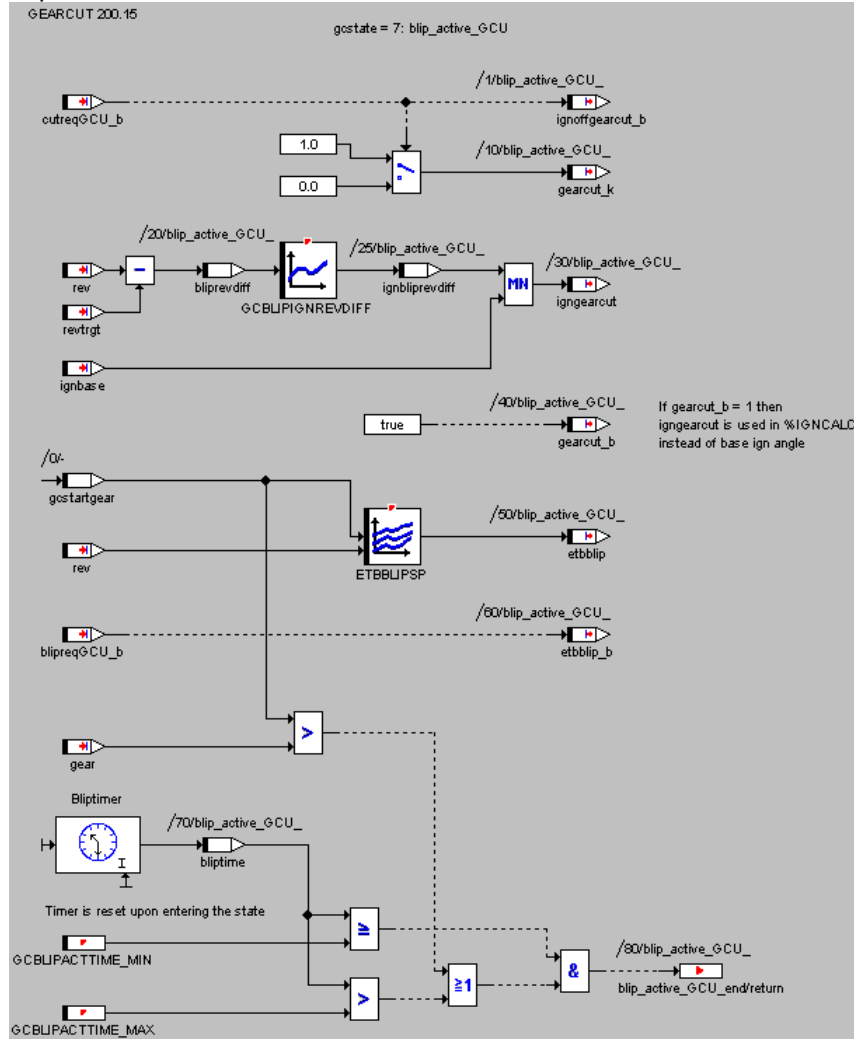 GEARCUT 200.15
gcstate = 7: blip_active_GCU
/1/blip_active_GCU_
cutreqGCU_b
ignoffgearcut_b
1.0
/10/blip_active_GCU_
0.0
gearcut_k
/20/blip_active_GCU_
/25/blip_active_GCU_
/30/blip_active_GCU_
rev
-
bliprevdiff
ignbliprevdiff
MN
igngearcut
GCBLIPIGNREVDIFF
revtrgt
ignbase
/40/blip_active_GCU_
true
gearcut_b
If gearcut_b = 1 then
igngearcut is used in %IGNCALC
instead of base ign angle
/0/-
gcstartgear
/50/blip_active_GCU_
rev
etbblip
ETBBLIPSP
/60/blip_active_GCU_
blipreqGCU_b
etbblip_b
>
gear
Bliptimer
/70/blip_active_GCU_
bliptime
I
Timer is reset upon entering the state
≥
GCBLIPACTTIME_MIN
/80/blip_active_GCU_
&
≥1
blip_active_GCU_end/return
>
GCBLIPACTTIME_MAX